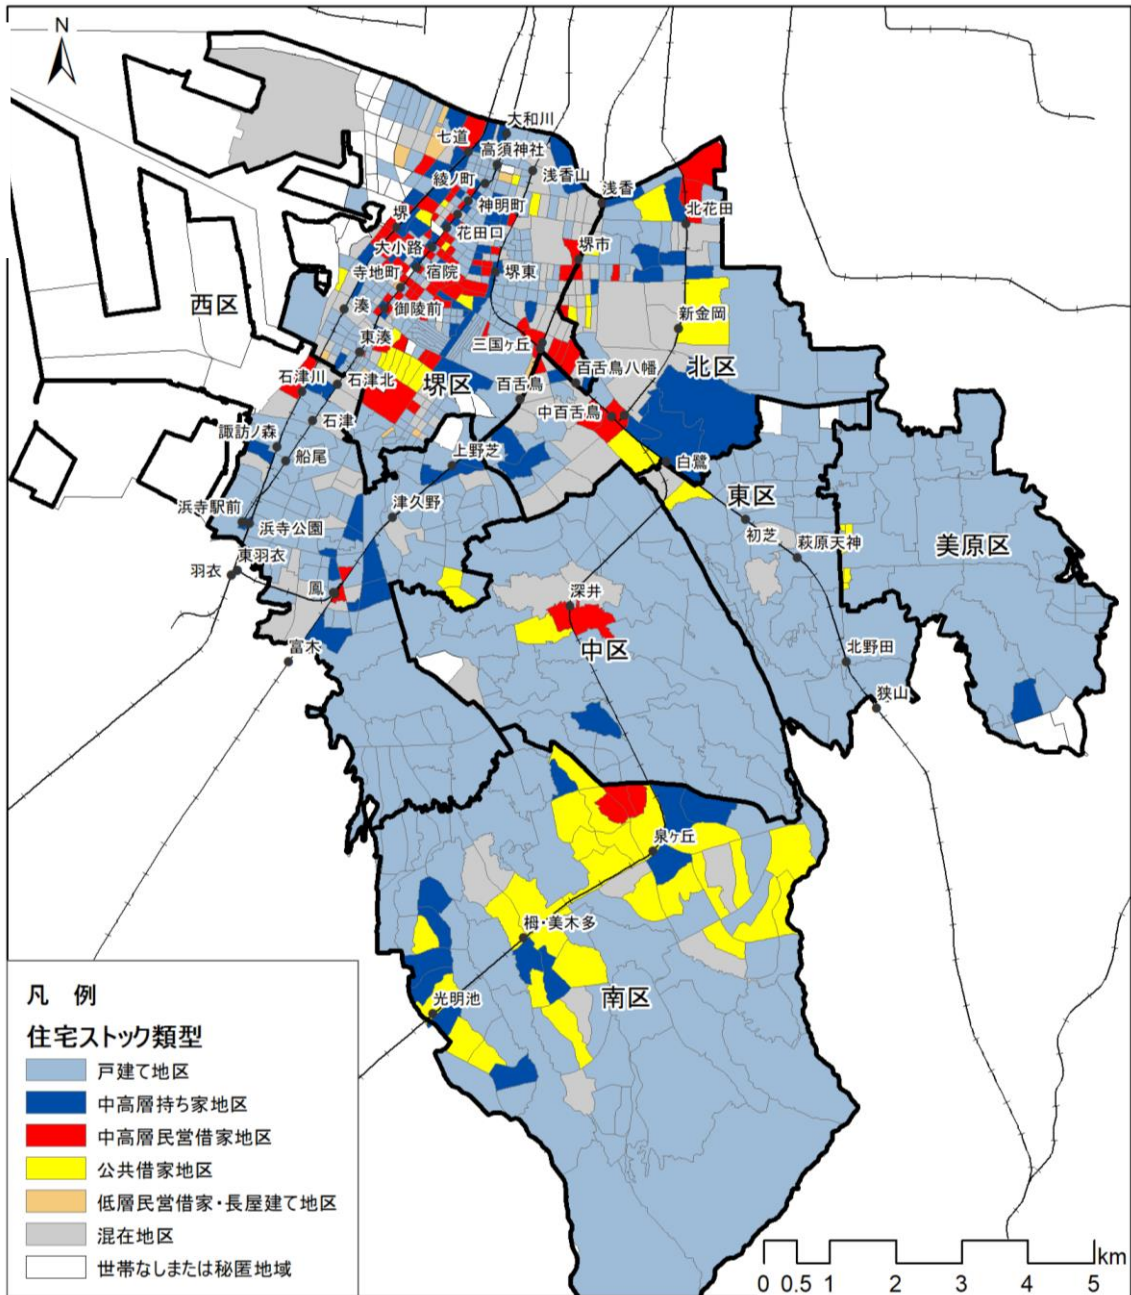 N
大和川
七道
高須神社
浅香山
綾ノ町
浅香
神明町
北花田
堺
花田口
大小路
堺市
寺地町
宿院
堺東
西区
湊
御陵前
新金岡
東湊
三国ヶ丘
北区
石津川
石津北
堺区
百舌鳥
百舌鳥八幡
中百舌鳥
石津
諏訪ノ森
船尾
上野芝
白鷺
東区
浜寺駅前
浜寺公園
津久野
初芝
萩原天神
美原区
東羽衣
羽衣
鳳
深井
中区
富木
北野田
狭山
泉ヶ丘
栂・美木多
光明池
南区
凡 例
住宅ストック類型
戸建て地区
中高層持ち家地区
中高層民営借家地区
公共借家地区
低層民営借家・長屋建て地区
混在地区
世帯なしまたは秘匿地域
km
0 0.5 1 2 3 4 5